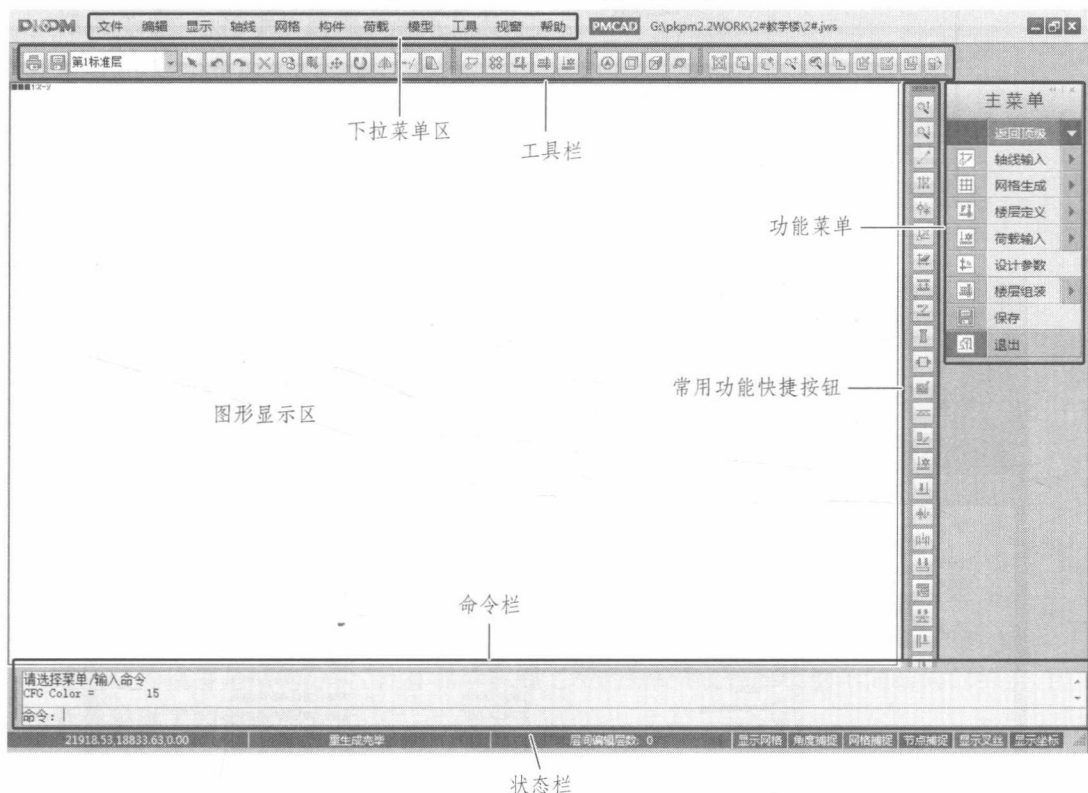 PKPM 文件 编辑 显示 轴线 网格 构件 荷载 模型 工具 视窗 帮助 PMCAD G:\pkpm2.2WORK\2#教学楼\2#.jws
第1标准层
主菜单
下拉菜单区
工具栏
返回顶级
轴线输入
网格生成
功能菜单
楼层定义
荷载输入
设计参数
楼层组装
保存
退出
常用功能快捷按钮
图形显示区
命令栏
请选择菜单/输入命令
CFG Color = 15
命令:
21918.53,18833.63,0.00 重生成完毕 层间编辑层数: 0 显示网格 角度捕捉 网格捕捉 节点捕捉 显示叉丝 显示坐标
状态栏